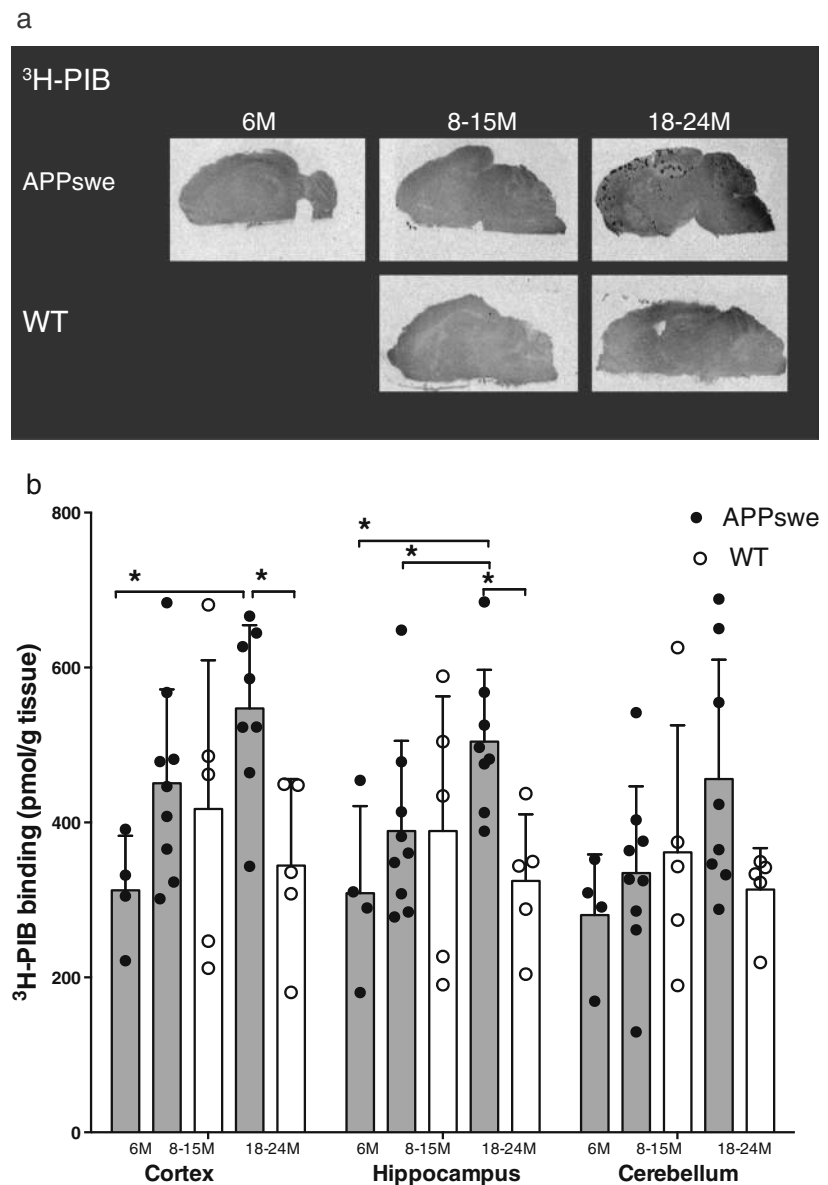 a
³H-PIB
6M 8-15M 18-24M
APPswe
WT
b
³H-PIB binding (pmol/g tissue)
800
600
400
200
0
● APPswe
○ WT
* * * * *
6M 8-15M 18-24M 6M 8-15M 18-24M 6M 8-15M 18-24M
Cortex Hippocampus Cerebellum